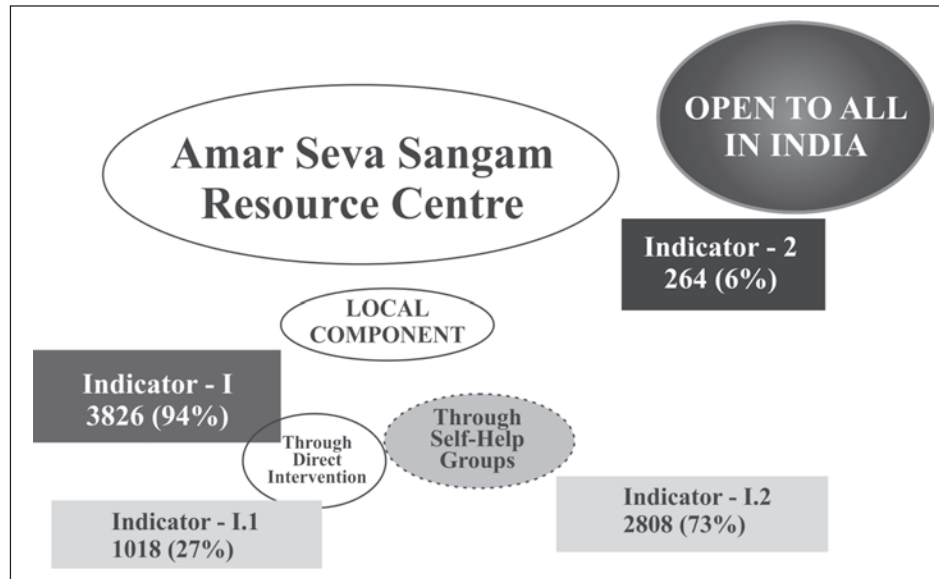 Amar Seva Sangam
Resource Centre
OPEN TO ALL
IN INDIA
Indicator - 2
264 (6%)
LOCAL
COMPONENT
Indicator - I
3826 (94%)
Through
Direct
Intervention
Through
Self-Help
Groups
Indicator - I.1
1018 (27%)
Indicator - I.2
2808 (73%)